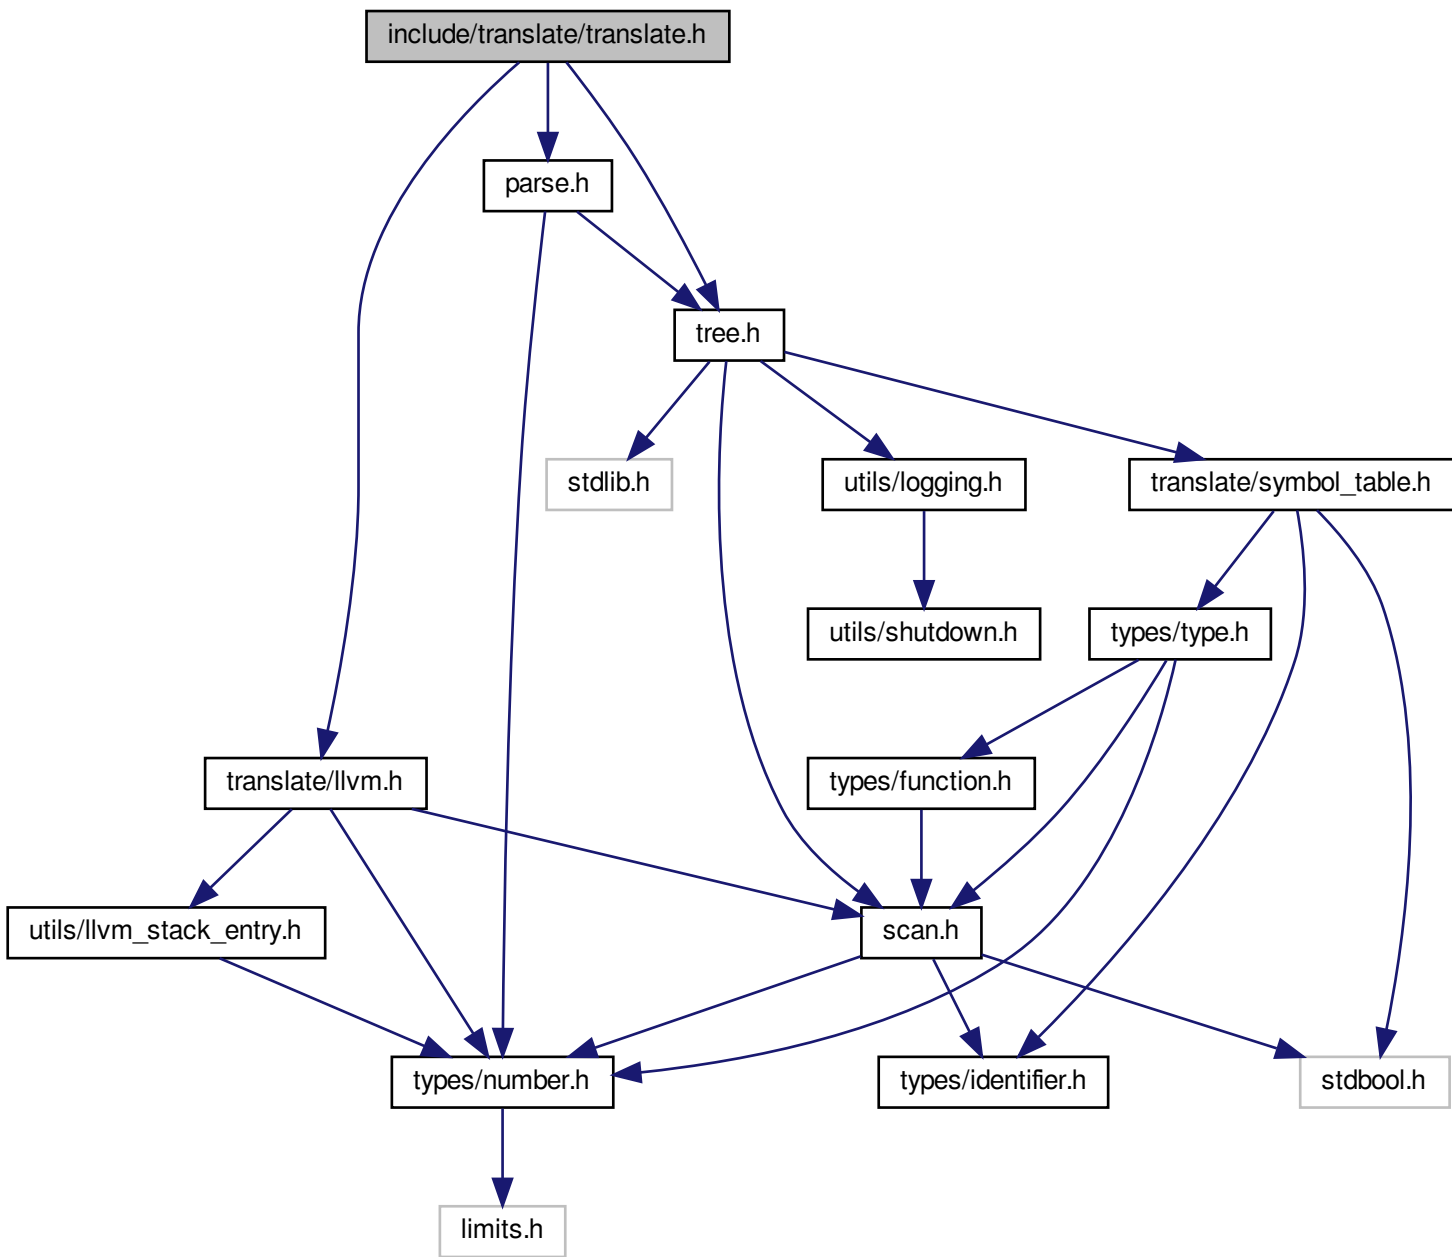 include/translate/translate.h
parse.h
tree.h
stdlib.h
utils/logging.h
translate/symbol_table.h
utils/shutdown.h
types/type.h
translate/llvm.h
types/function.h
utils/llvm_stack_entry.h
scan.h
types/number.h
types/identifier.h
stdbool.h
limits.h